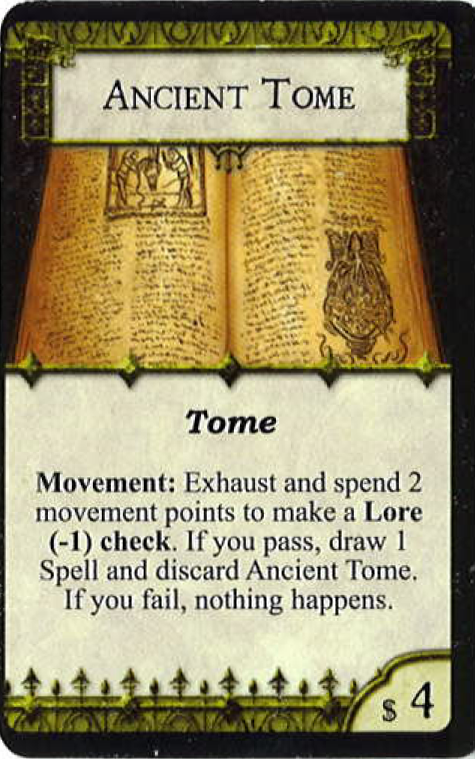 ANCIENT TOME
Tome
Movement: Exhaust and spend 2
movement points to make a Lore
(-1) check. If you pass, draw 1
Spell and discard Ancient Tome.
If you fail, nothing happens.
$ 4